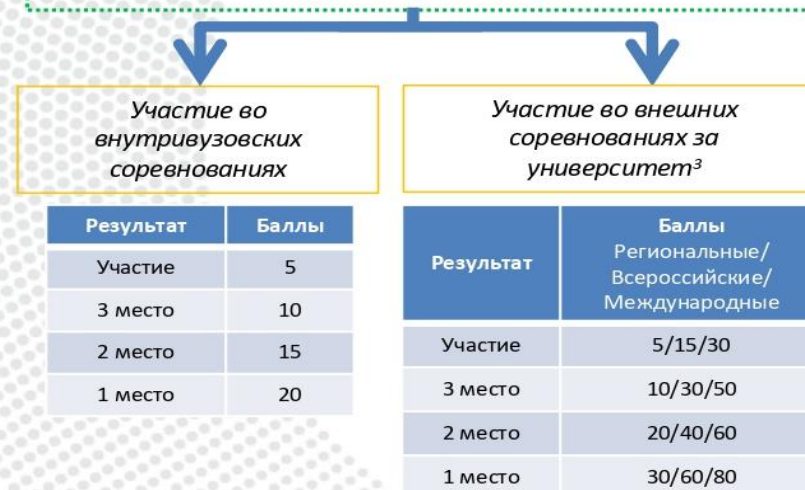 Участие во
внутривузовских
соревнованиях
Участие во внешних
соревнованиях за
университет³
Результат Баллы
Участие 5
3 место 10
2 место 15
1 место 20
Результат
Баллы
Региональные/
Всероссийские/
Международные
Участие 5/15/30
3 место 10/30/50
2 место 20/40/60
1 место 30/60/80